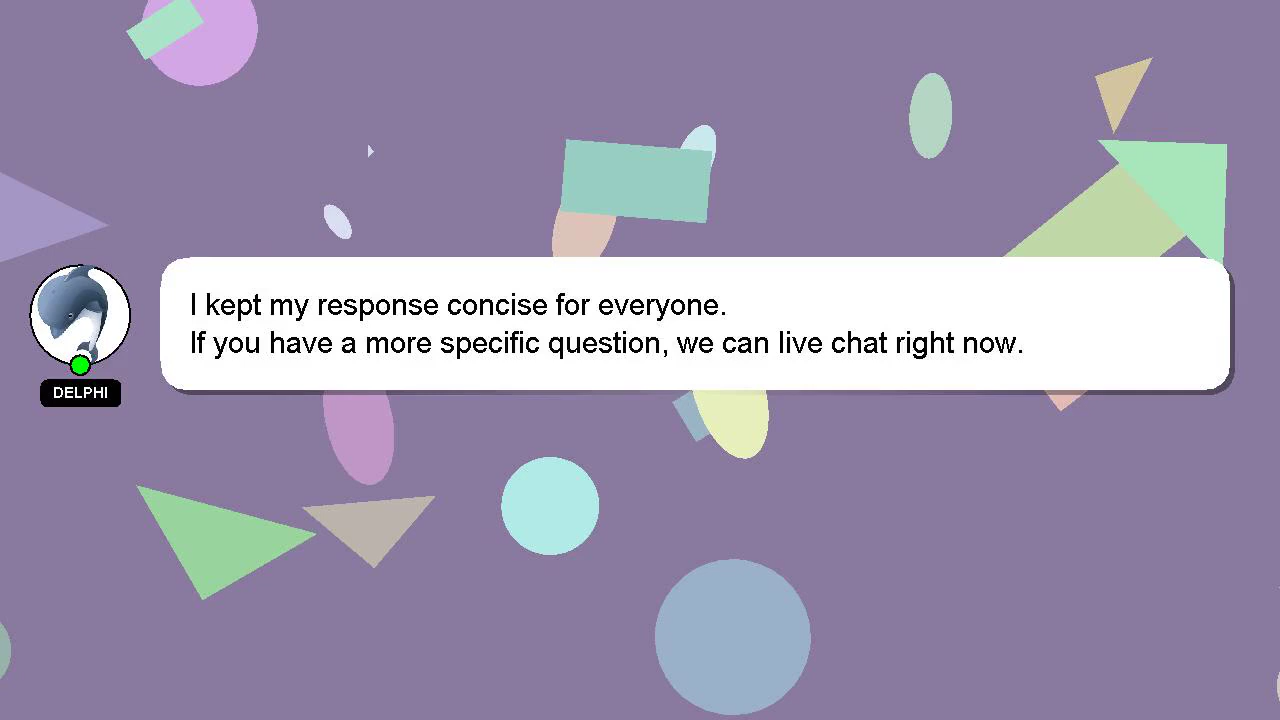 I kept my response concise for everyone.
If you have a more specific question, we can live chat right now.
DELPHI